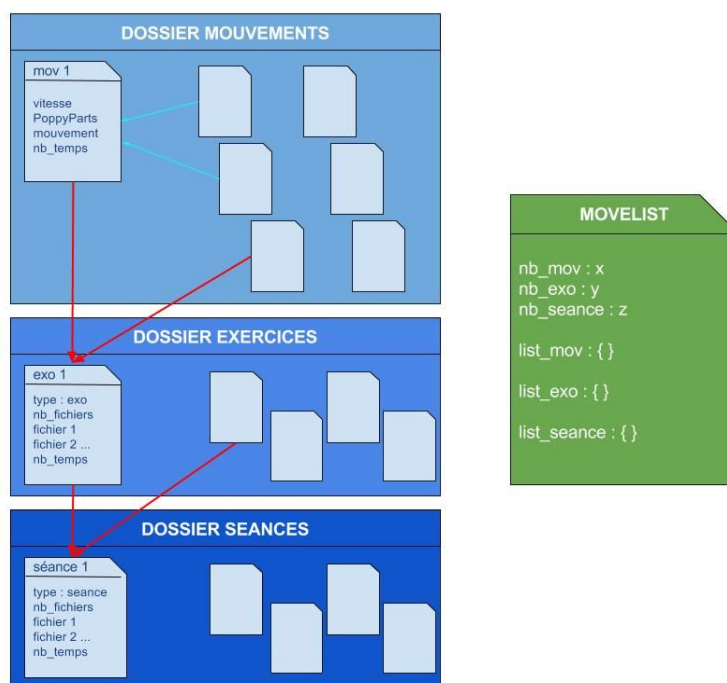 DOSSIER MOUVEMENTS
mov 1
vitesse
PoppyParts
mouvement
nb_temps
DOSSIER EXERCICES
exo 1
type : exo
nb_fichiers
fichier 1
fichier 2 ...
nb_temps
DOSSIER SEANCES
séance 1
type : seance
nb_fichiers
fichier 1
fichier 2 ...
nb_temps
MOVELIST
nb_mov : x
nb_exo : y
nb_seance : z
list_mov : { }
list_exo : { }
list_seance : { }